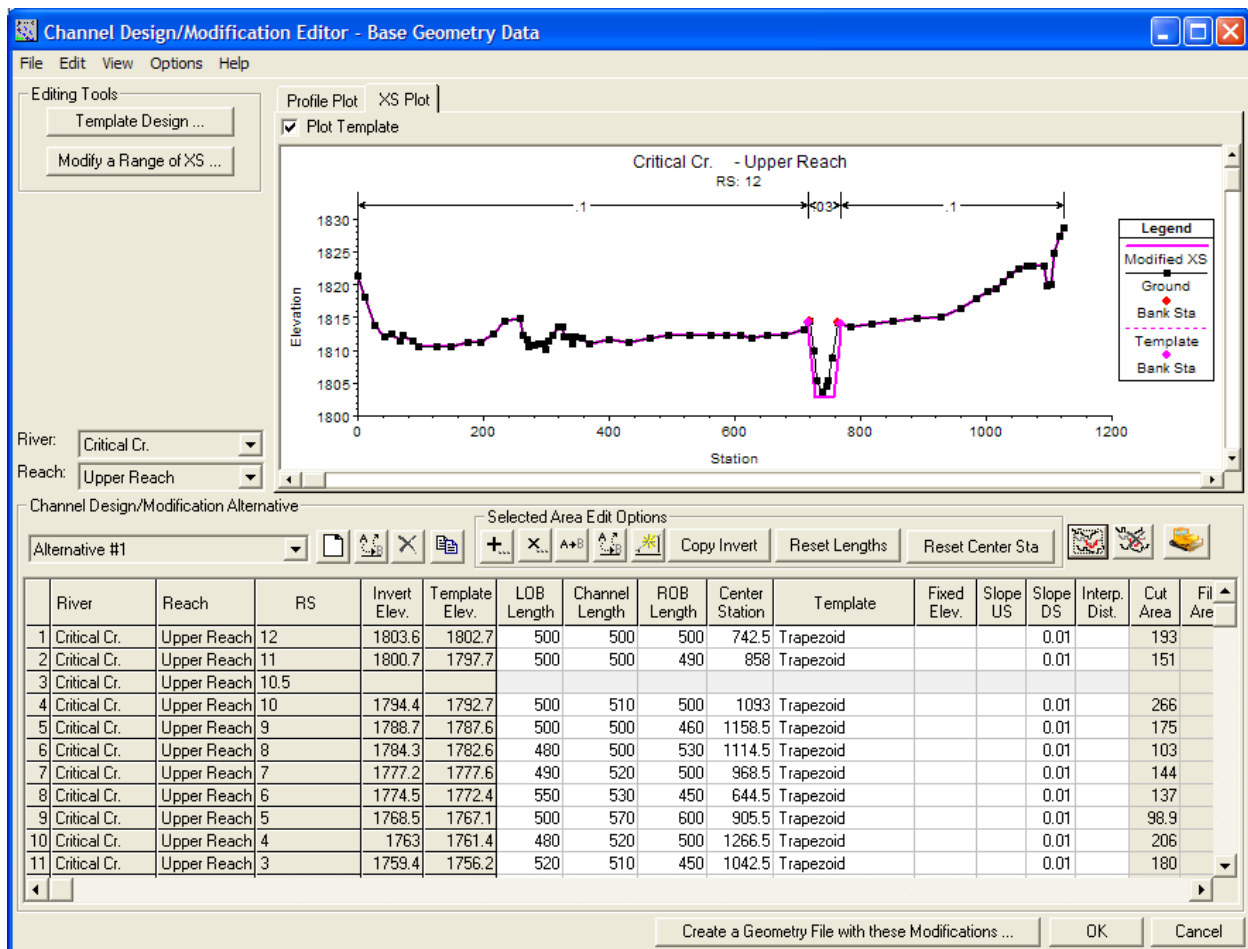 Channel Design/Modification Editor - Base Geometry Data
File Edit View Options Help
Editing Tools
Template Design ...
Modify a Range of XS ...
Profile Plot XS Plot
Plot Template
Critical Cr. - Upper Reach
RS: 12
.1 .03 .1
Elevation
1830
1825
1820
1815
1810
1805
1800
0 200 400 600 800 1000 1200
Station
Legend
Modified XS
Ground
Bank Sta
Template
Bank Sta
River: Critical Cr.
Reach: Upper Reach
Channel Design/Modification Alternative
Alternative #1
Selected Area Edit Options
+... X... A→B A B Copy Invert Reset Lengths Reset Center Sta
River Reach RS Invert Elev. Template Elev. LOB Length Channel Length ROB Length Center Station Template Fixed Elev. Slope US Slope DS Interp. Dist. Cut Area Fil Are
1 Critical Cr. Upper Reach 12 1803.6 1802.7 500 500 500 742.5 Trapezoid 0.01 193
2 Critical Cr. Upper Reach 11 1800.7 1797.7 500 500 490 858 Trapezoid 0.01 151
3 Critical Cr. Upper Reach 10.5
4 Critical Cr. Upper Reach 10 1794.4 1792.7 500 510 500 1093 Trapezoid 0.01 266
5 Critical Cr. Upper Reach 9 1788.7 1787.6 500 500 460 1158.5 Trapezoid 0.01 175
6 Critical Cr. Upper Reach 8 1784.3 1782.6 480 500 530 1114.5 Trapezoid 0.01 103
7 Critical Cr. Upper Reach 7 1777.2 1777.6 490 520 500 968.5 Trapezoid 0.01 144
8 Critical Cr. Upper Reach 6 1774.5 1772.4 550 530 450 644.5 Trapezoid 0.01 137
9 Critical Cr. Upper Reach 5 1768.5 1767.1 500 570 600 905.5 Trapezoid 0.01 98.9
10 Critical Cr. Upper Reach 4 1763 1761.4 480 520 500 1266.5 Trapezoid 0.01 206
11 Critical Cr. Upper Reach 3 1759.4 1756.2 520 510 450 1042.5 Trapezoid 0.01 180
Create a Geometry File with these Modifications ... OK Cancel